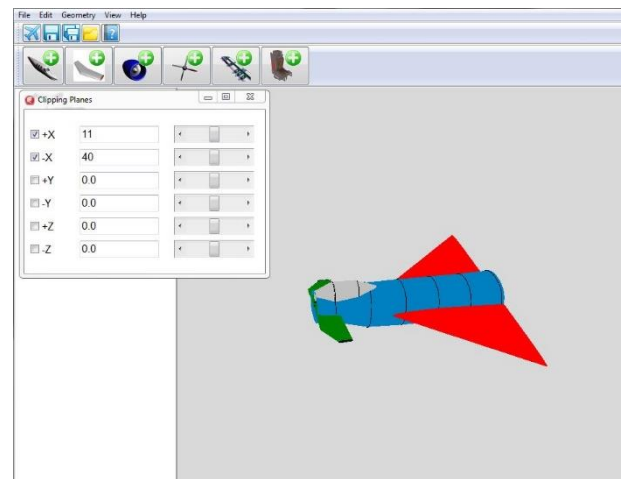 File Edit Geometry View Help
Clipping Planes
+X 11
-X 40
+Y 0.0
-Y 0.0
+Z 0.0
-Z 0.0